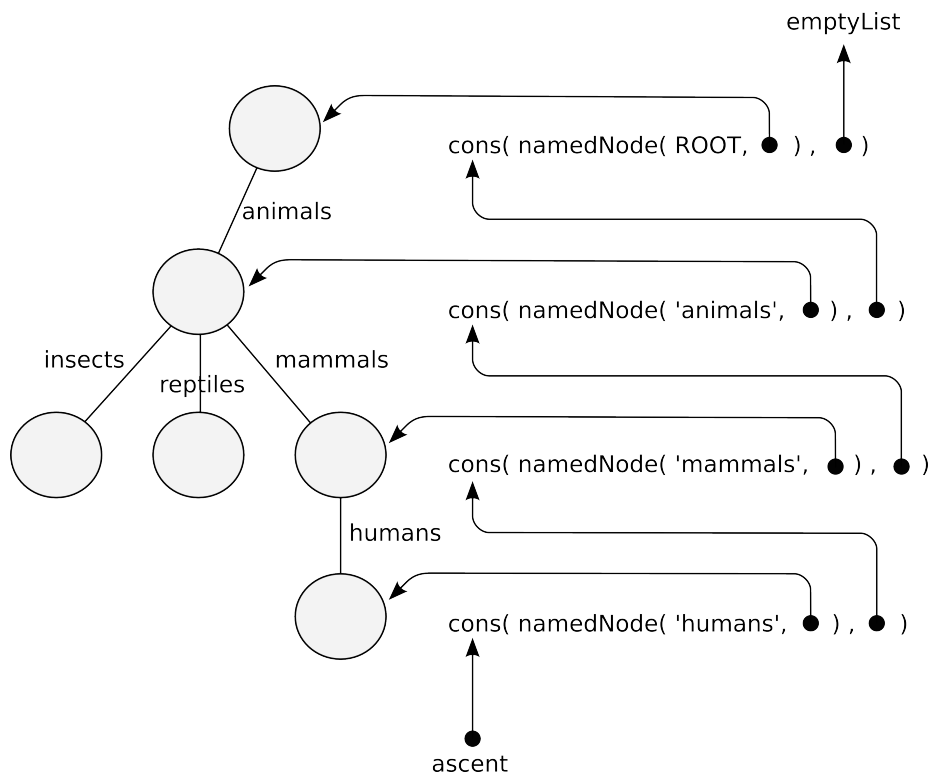 emptyList
cons( namedNode( ROOT, ) , )
animals
cons( namedNode( 'animals', ) , )
insects
reptiles
mammals
cons( namedNode( 'mammals', ) , )
humans
cons( namedNode( 'humans', ) , )
ascent